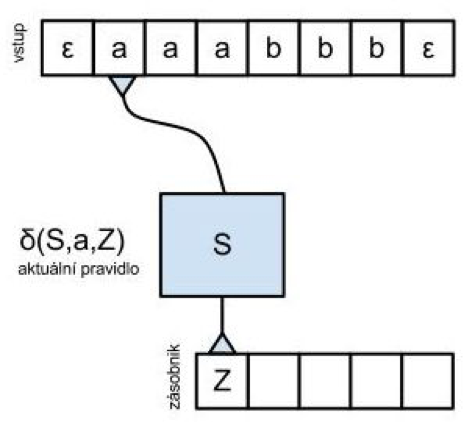 vstup
ε a a a b b b ε
δ(S,a,Z)
aktuální pravidlo
S
zásobník
Z